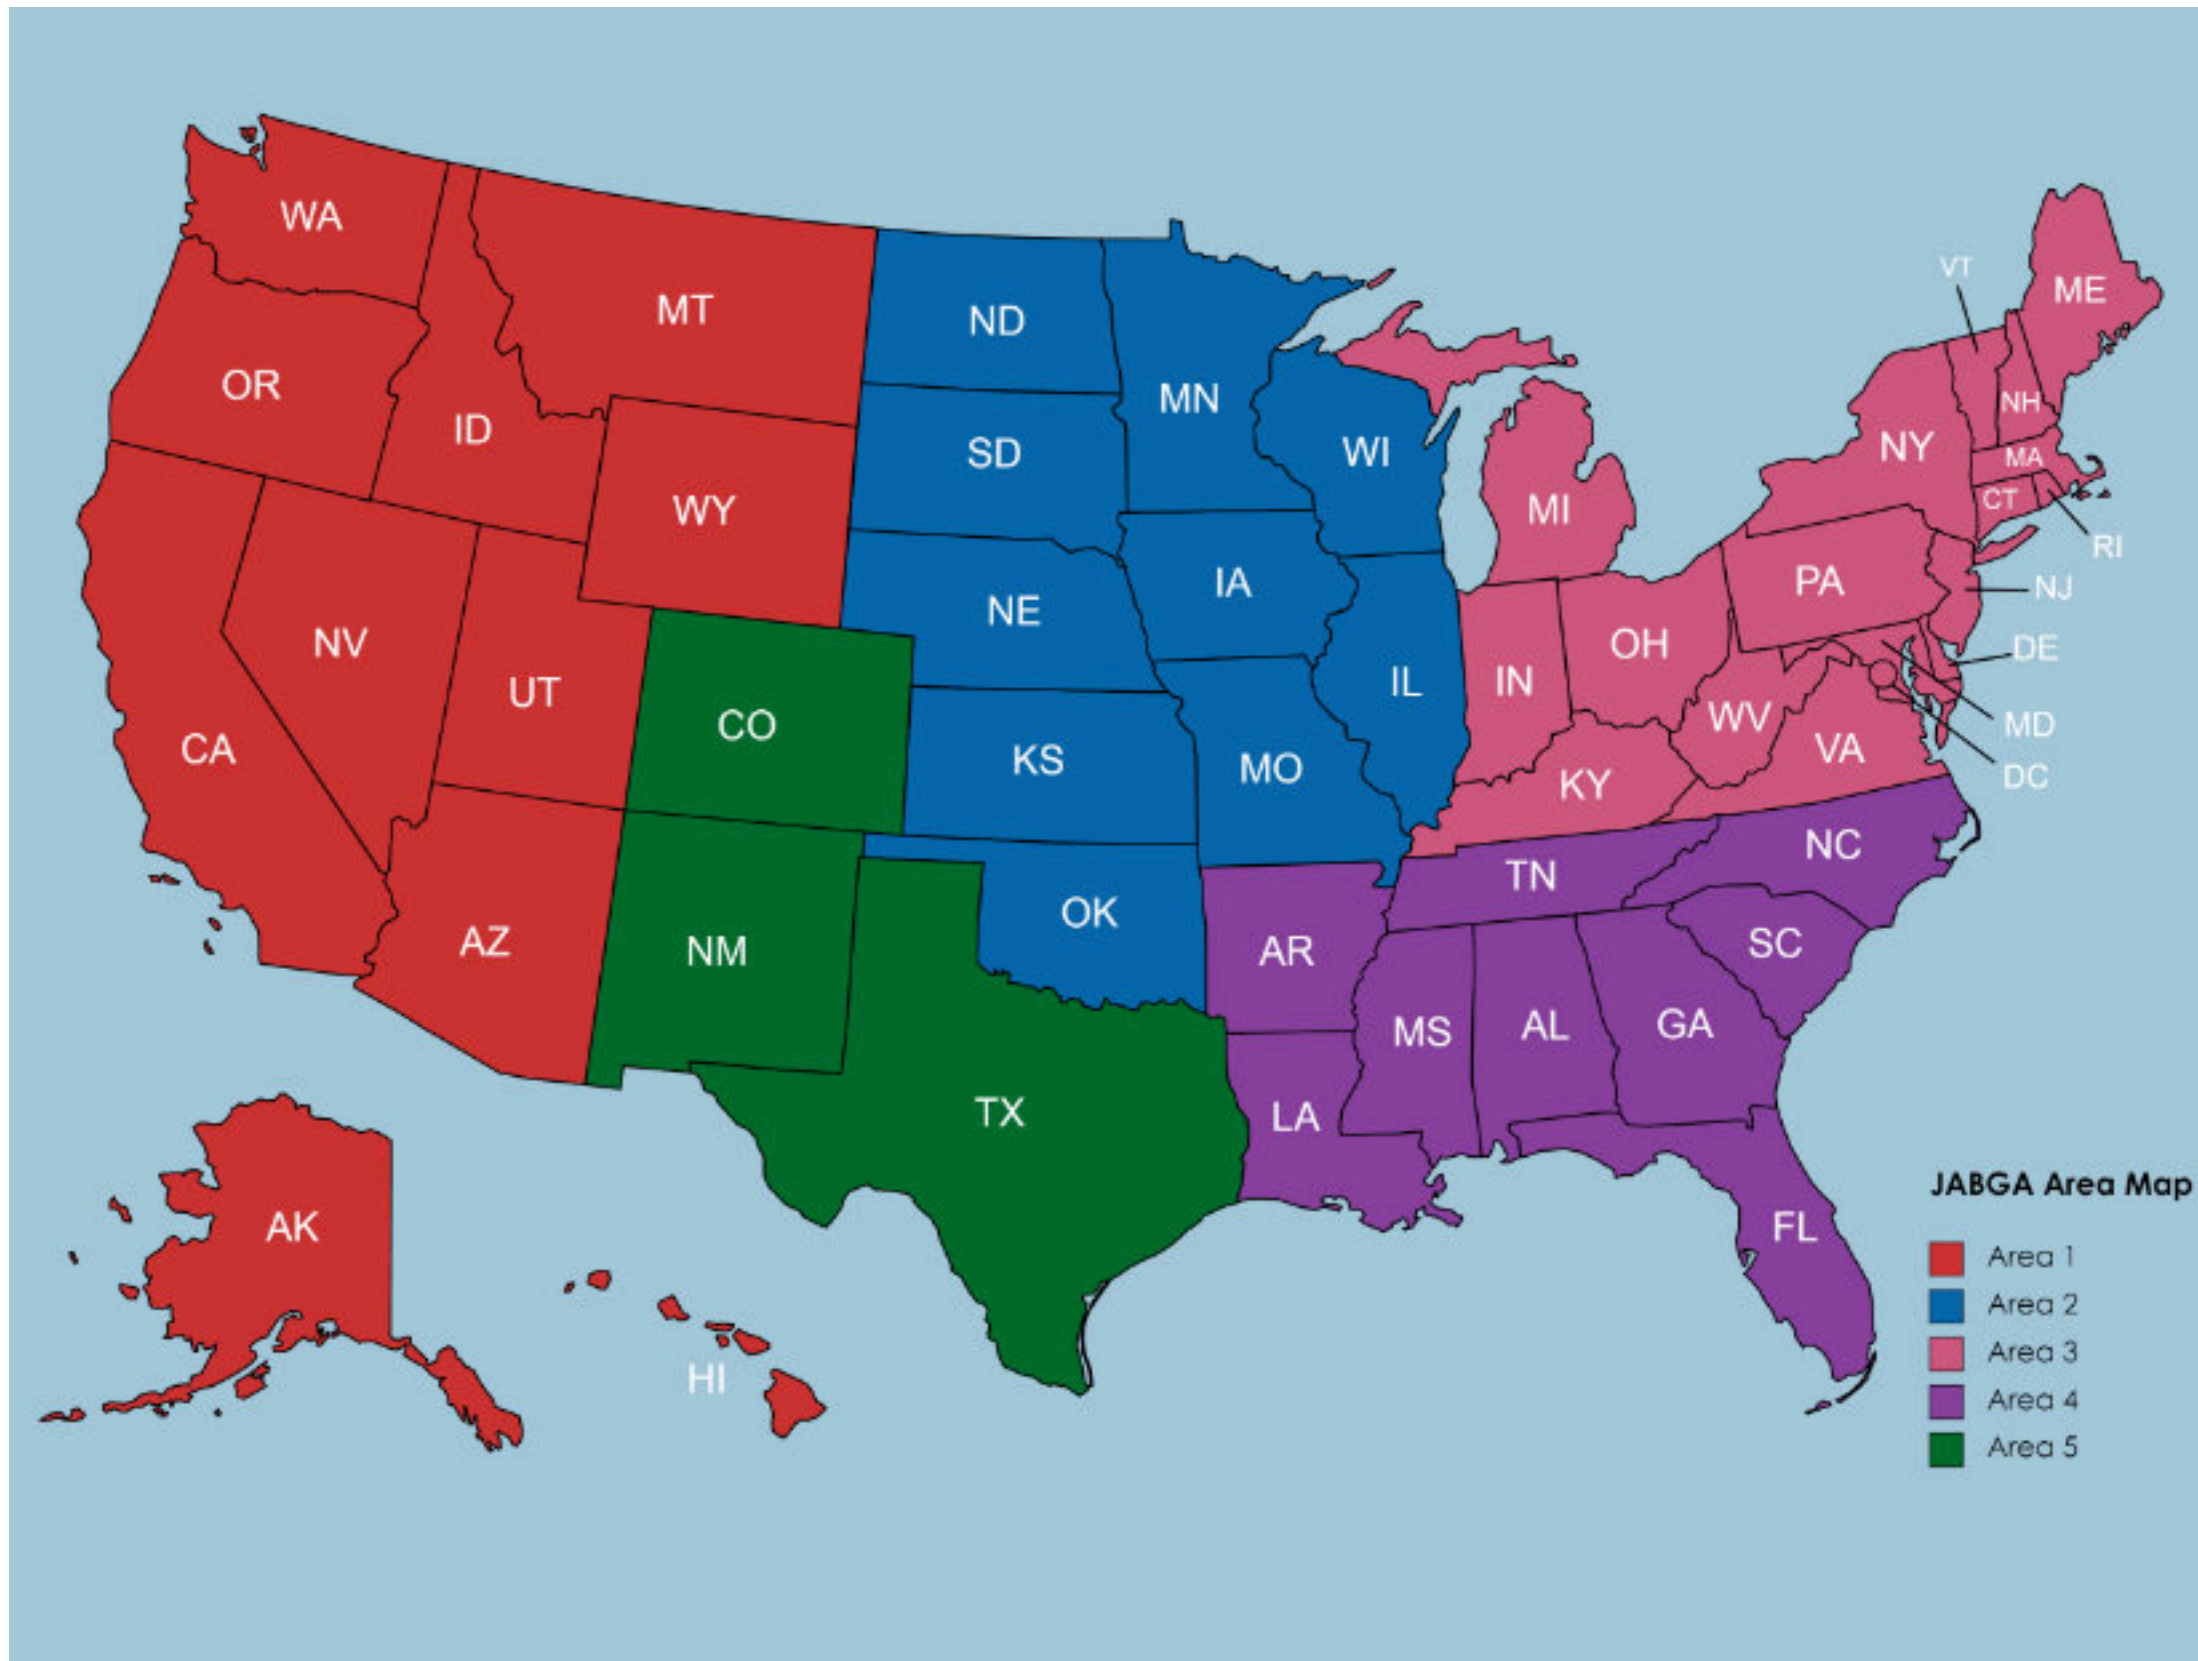 WA
MT
ND
MN
VT
ME
OR
ID
SD
WI
NH
NY
MA
WY
MI
CT
RI
IA
PA
NJ
NE
NV
UT
OH
DE
IN
IL
CO
WV
MD
CA
KS
MO
VA
DC
KY
NC
TN
OK
AZ
NM
AR
SC
MS
AL
GA
TX
LA
JABGA Area Map
AK
FL
Area 1
Area 2
Area 3
HI
Area 4
Area 5